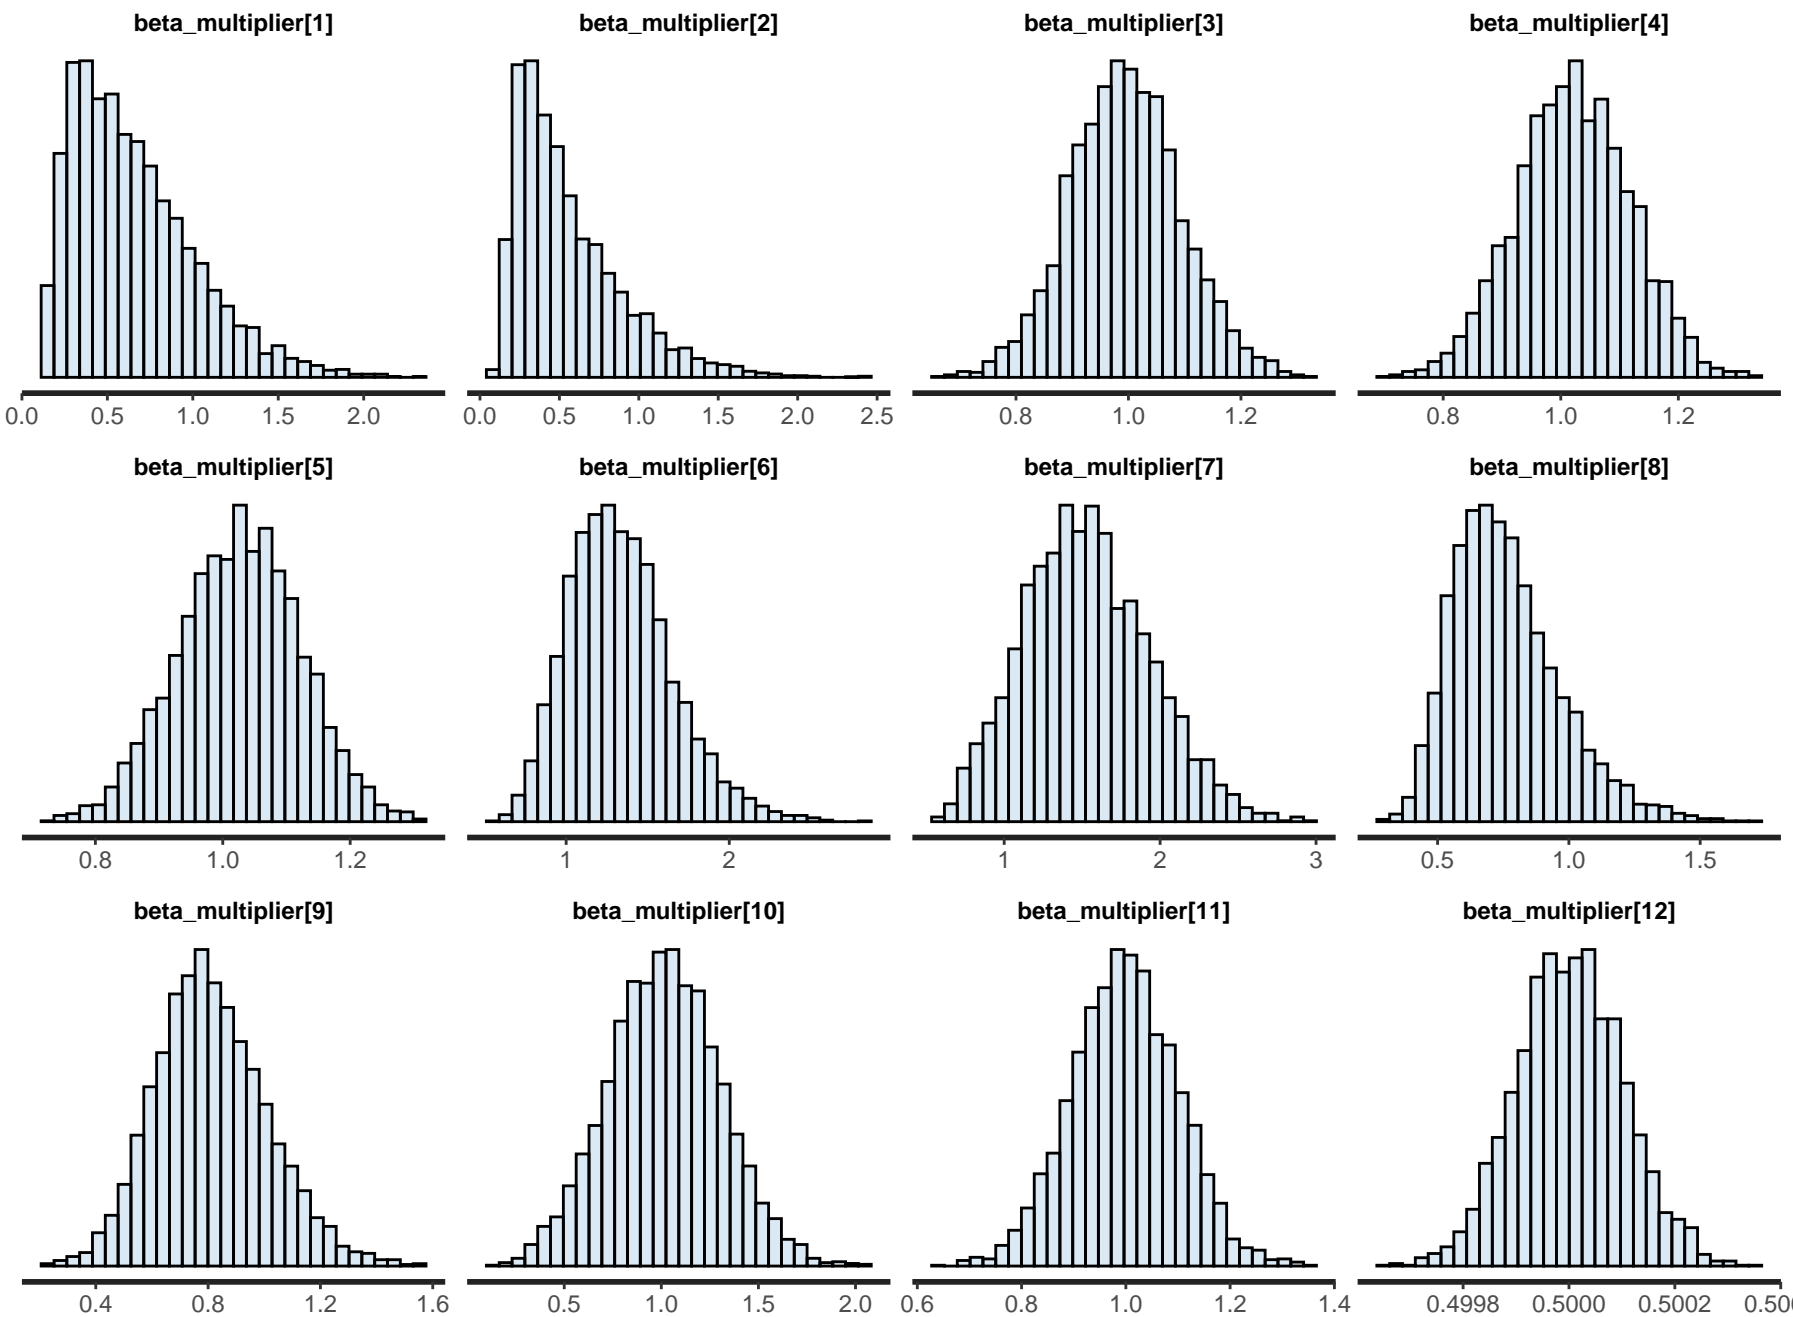 beta_multiplier[1] beta_multiplier[2] beta_multiplier[3] beta_multiplier[4]
0.0 0.5 1.0 1.5 2.0 0.0 0.5 1.0 1.5 2.0 2.5 0.8 1.0 1.2 0.8 1.0 1.2
beta_multiplier[5] beta_multiplier[6] beta_multiplier[7] beta_multiplier[8]
0.8 1.0 1.2 1 2 1 2 3 0.5 1.0 1.5
beta_multiplier[9] beta_multiplier[10] beta_multiplier[11] beta_multiplier[12]
0.4 0.8 1.2 1.6 0.5 1.0 1.5 2.0 0.6 0.8 1.0 1.2 1.4 0.4998 0.5000 0.5002